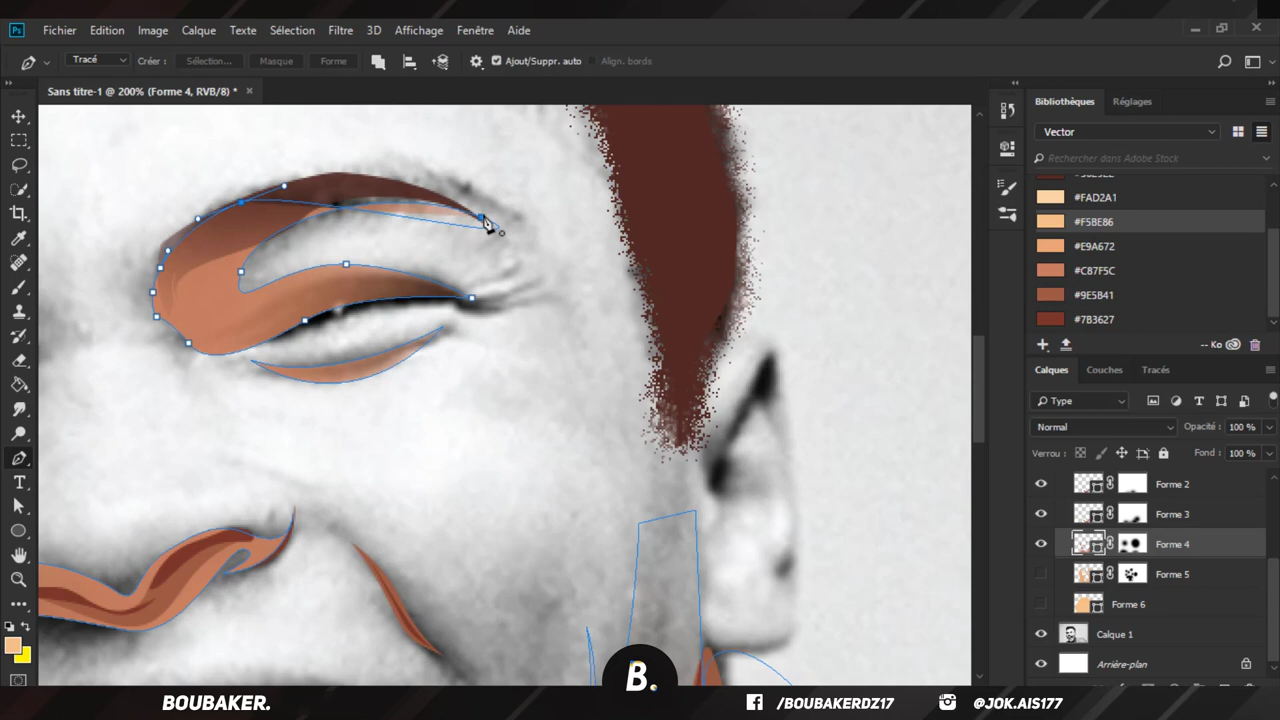 Ps Fichier Edition Image Calque Texte Sélection Filtre 3D Affichage Fenêtre Aide
Tracé Créer : Sélection... Masque Forme Ajout/Suppr. auto Align. bords
Sans titre-1 @ 200% (Forme 4, RVB/8) *
Bibliothèques Réglages
Vector
Rechercher dans Adobe Stock
#FAD2A1
#F5BE86
#E9A672
#C87F5C
#9E5B41
#7B3627
-- Ko
Calques Couches Tracés
Type
Normal Opacité : 100 %
Verrou : Fond : 100 %
Forme 2
Forme 3
Forme 4
Forme 5
Forme 6
Calque 1
Arrière-plan
B.
BOUBAKER. /BOUBAKERDZ17 @JOK.AIS177